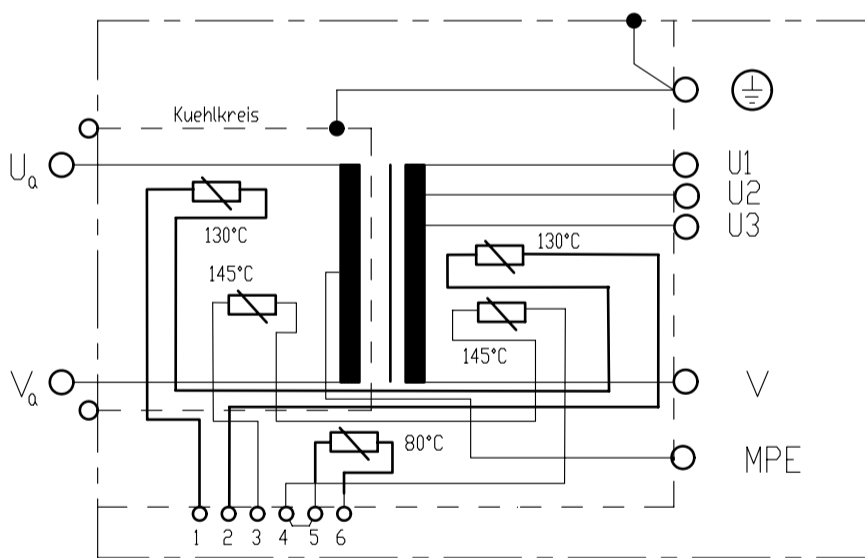 Kuehlkreis
Ua
U1
U2
U3
130°C
130°C
145°C
145°C
Va
V
80°C
MPE
1 2 3 4 5 6